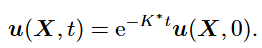 u(X, t) = e^{-K^* t} u(X, 0).